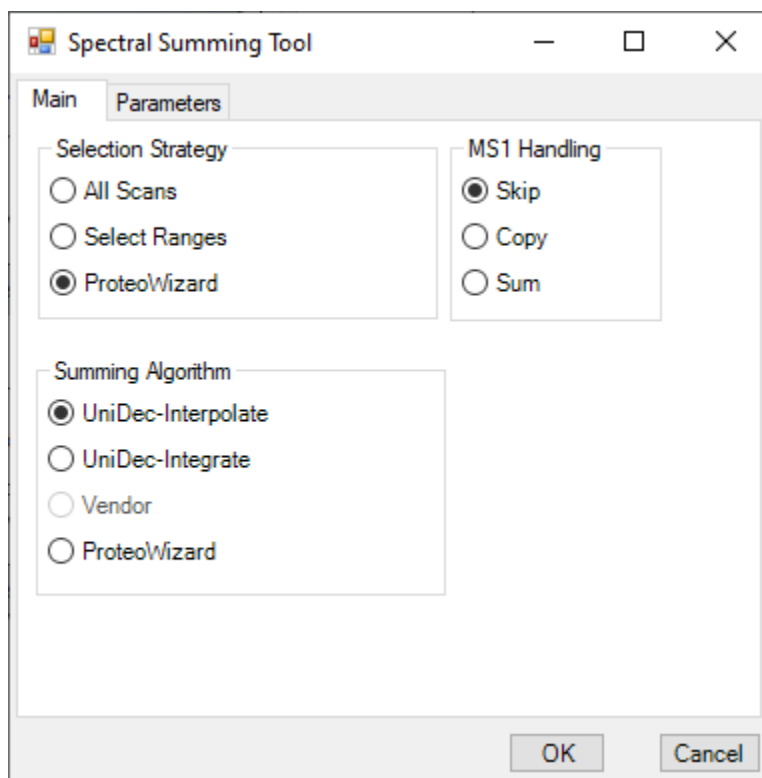 Spectral Summing Tool
Main
Parameters
Selection Strategy
All Scans
Select Ranges
ProteoWizard
MS1 Handling
Skip
Copy
Sum
Summing Algorithm
UniDec-Interpolate
UniDec-Integrate
Vendor
ProteoWizard
OK
Cancel